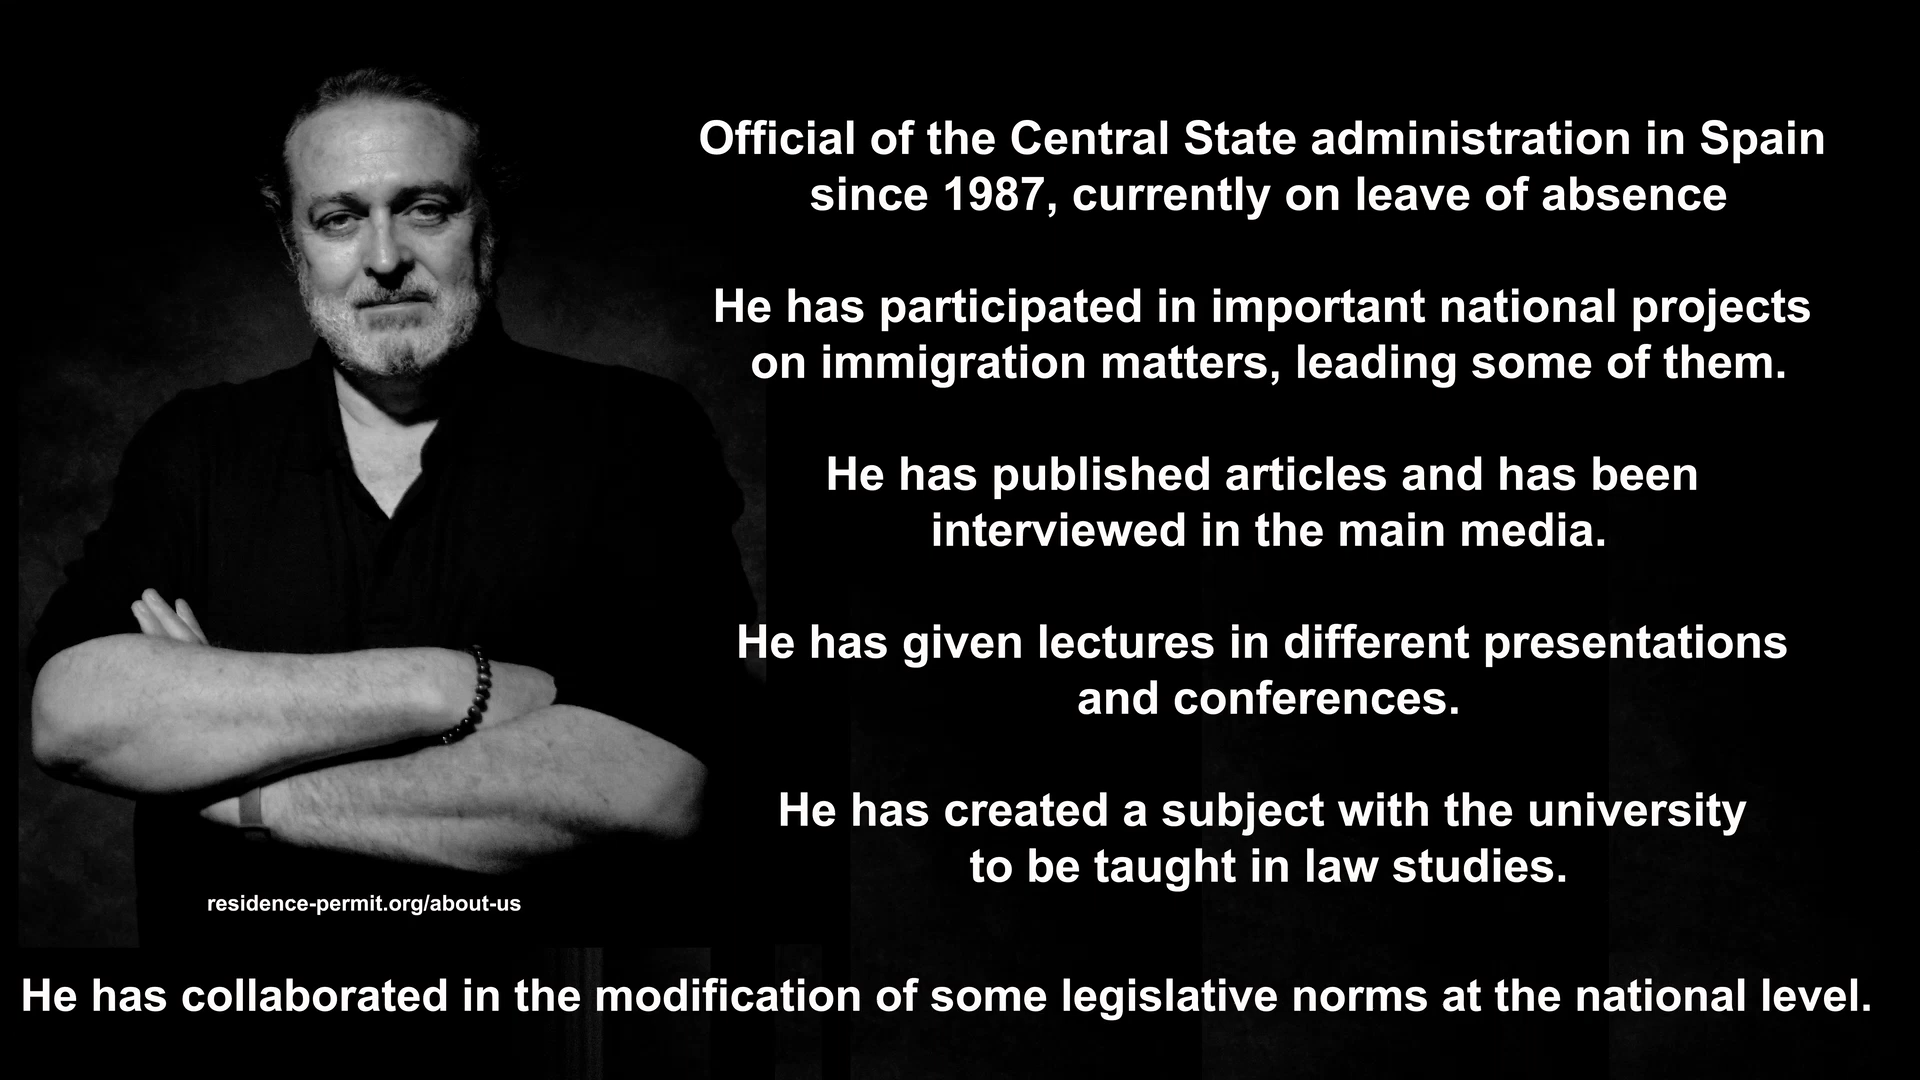 Official of the Central State administration in Spain
since 1987, currently on leave of absence
He has participated in important national projects
on immigration matters, leading some of them.
He has published articles and has been
interviewed in the main media.
He has given lectures in different presentations
and conferences.
He has created a subject with the university
to be taught in law studies.
residence-permit.org/about-us
He has collaborated in the modification of some legislative norms at the national level.